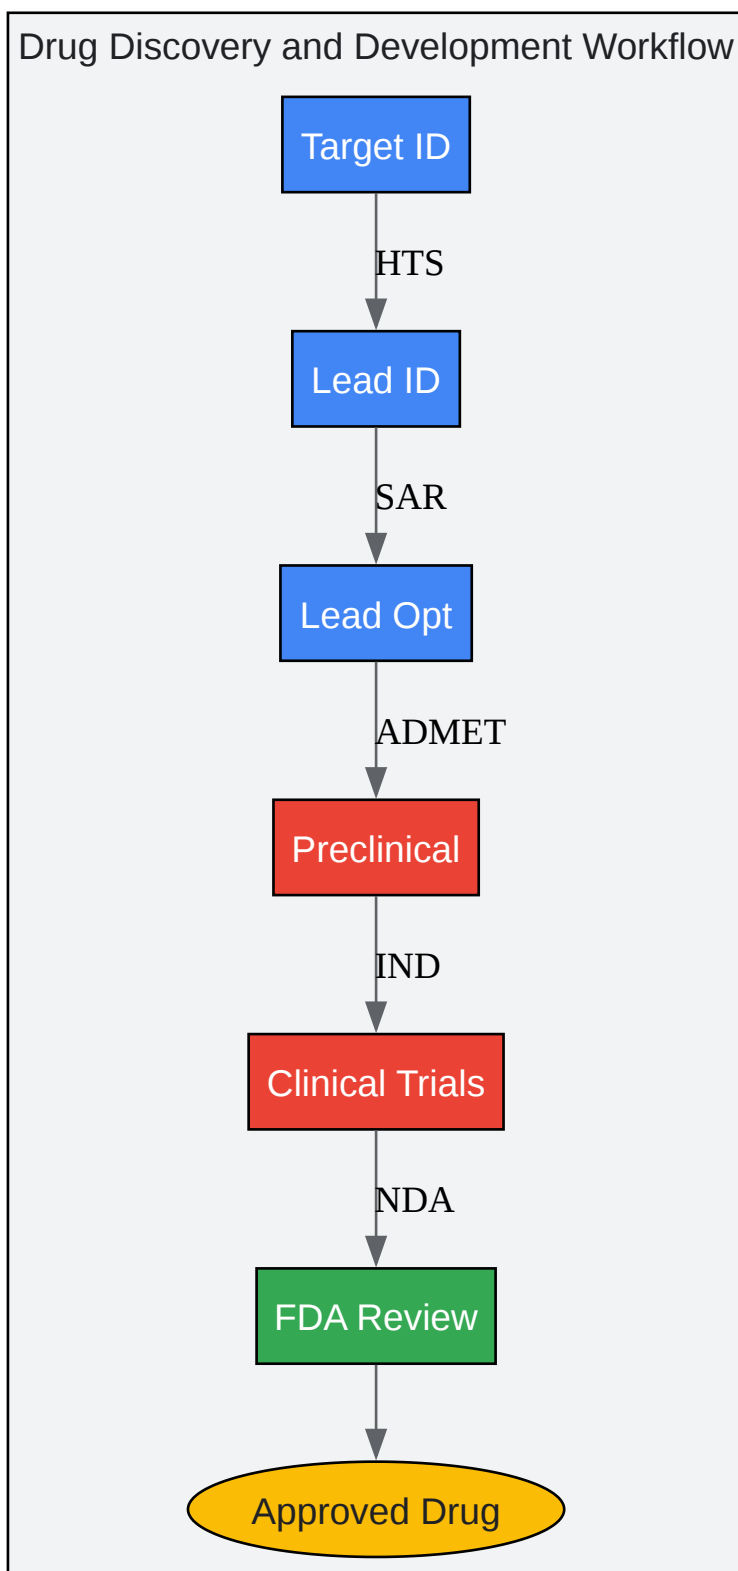 Drug Discovery and Development Workflow
Target ID
HTS
Lead ID
SAR
Lead Opt
ADMET
Preclinical
IND
Clinical Trials
NDA
FDA Review
Approved Drug